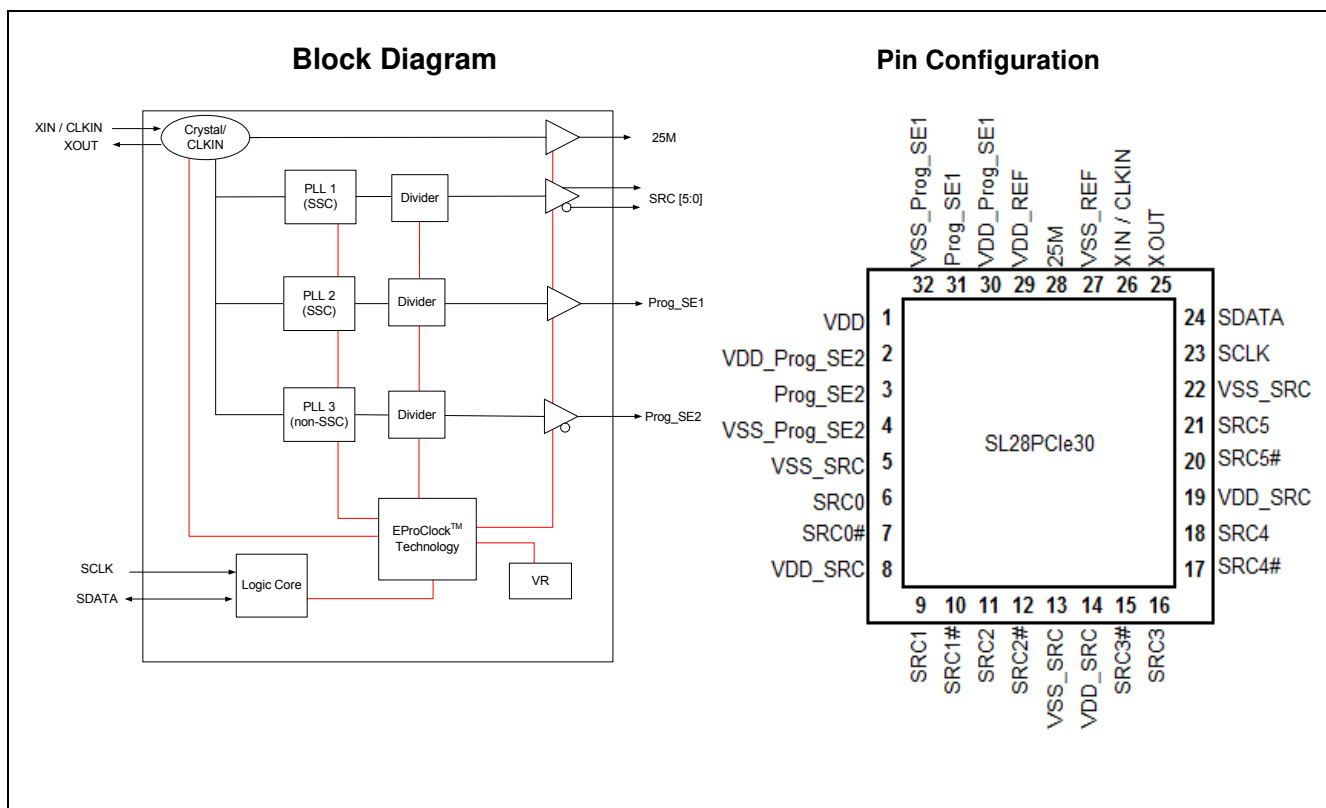 Block Diagram
XIN / CLKIN
XOUT
Crystal/
CLKIN
25M
PLL 1
(SSC)
Divider
SRC [5:0]
PLL 2
(SSC)
Divider
Prog_SE1
PLL 3
(non-SSC)
Divider
Prog_SE2
EProClock™
Technology
SCLK
SDATA
Logic Core
VR
Pin Configuration
VSS_Prog_SE1
Prog_SE1
VDD_Prog_SE1
VDD_REF
25M
VSS_REF
XIN / CLKIN
XOUT
32 31 30 29 28 27 26 25
VDD 1
VDD_Prog_SE2 2
Prog_SE2 3
VSS_Prog_SE2 4
VSS_SRC 5
SRC0 6
SRC0# 7
VDD_SRC 8
SL28PCIe30
24 SDATA
23 SCLK
22 VSS_SRC
21 SRC5
20 SRC5#
19 VDD_SRC
18 SRC4
17 SRC4#
9 10 11 12 13 14 15 16
SRC1
SRC1#
SRC2
SRC2#
VSS_SRC
VDD_SRC
SRC3#
SRC3